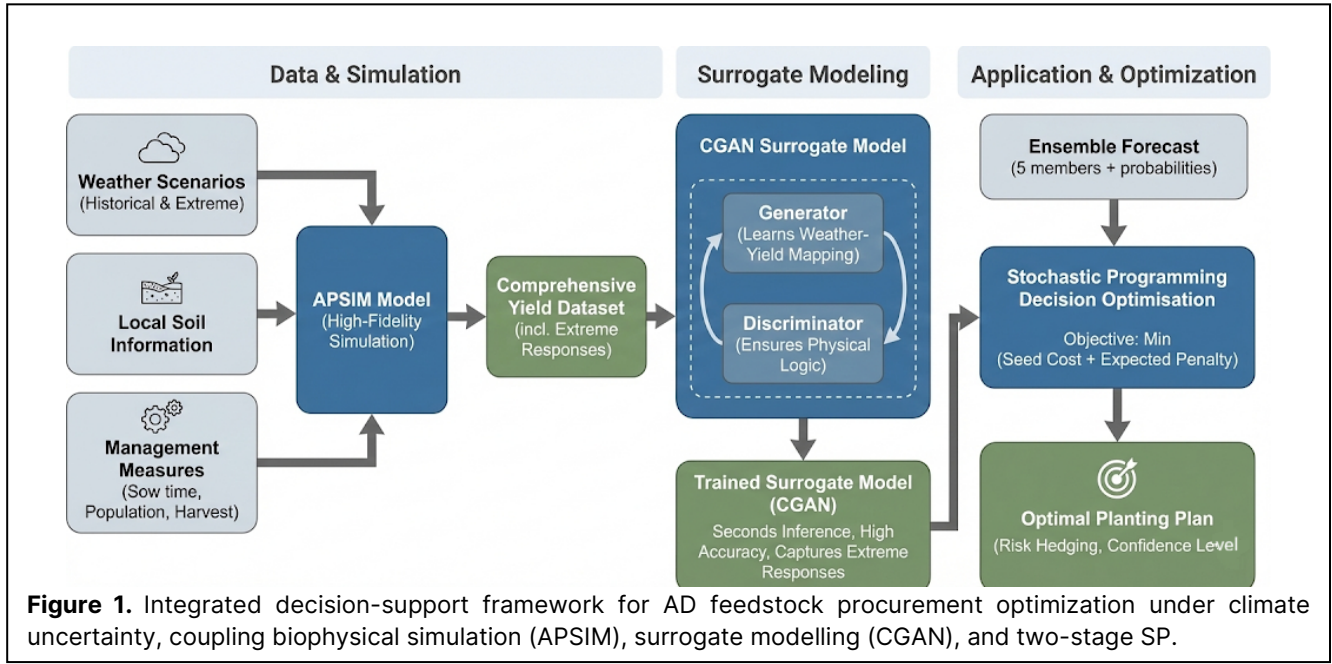 Data & Simulation
Surrogate Modeling
Application & Optimization
Weather Scenarios
(Historical & Extreme)
Local Soil
Information
Management
Measures
(Sow time,
Population, Harvest)
APSIM Model
(High-Fidelity
Simulation)
Comprehensive
Yield Dataset
(incl. Extreme
Responses)
CGAN Surrogate Model
Generator
(Learns Weather-
Yield Mapping)
Discriminator
(Ensures Physical
Logic)
Trained Surrogate Model
(CGAN)
Seconds Inference, High
Accuracy, Captures Extreme
Responses
Ensemble Forecast
(5 members + probabilities)
Stochastic Programming
Decision Optimisation
Objective: Min
(Seed Cost + Expected Penalty)
Optimal Planting Plan
(Risk Hedging, Confidence Level
Figure 1. Integrated decision-support framework for AD feedstock procurement optimization under climate
uncertainty, coupling biophysical simulation (APSIM), surrogate modelling (CGAN), and two-stage SP.